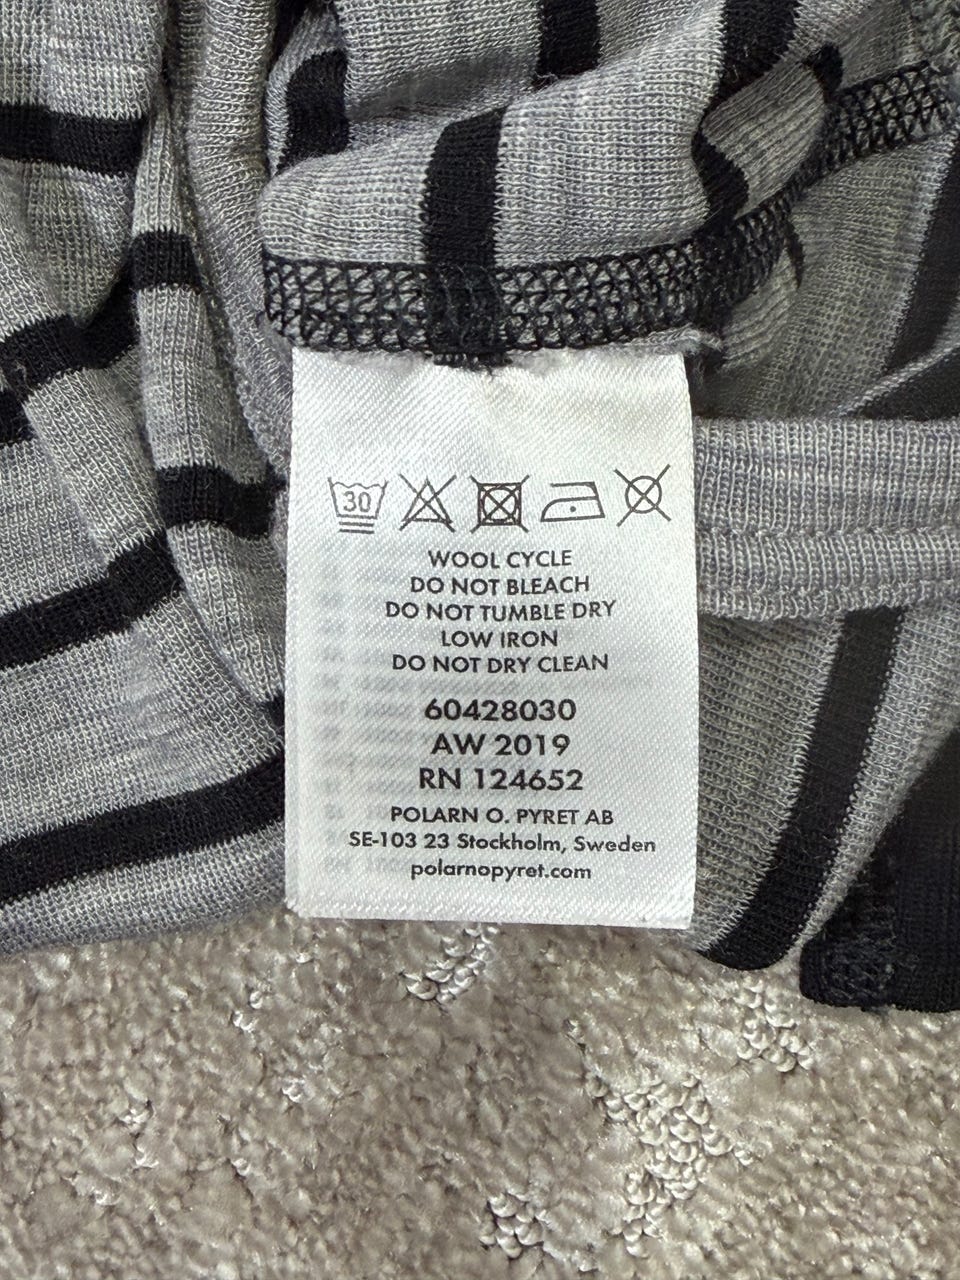 30
WOOL CYCLE
DO NOT BLEACH
DO NOT TUMBLE DRY
LOW IRON
DO NOT DRY CLEAN
60428030
AW 2019
RN 124652
POLARN O. PYRET AB
SE-103 23 Stockholm, Sweden
polarnopyret.com